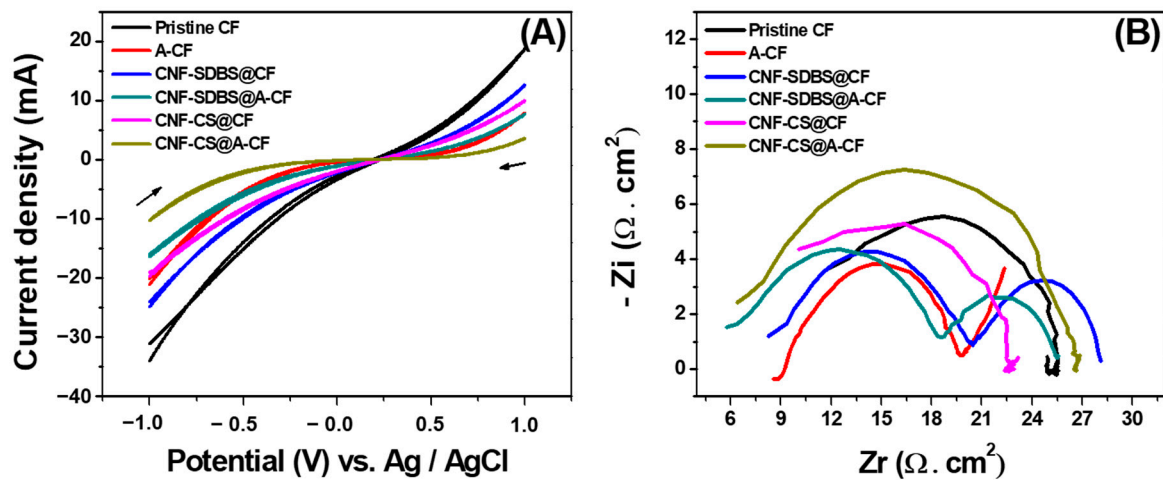 (A)
Pristine CF
A-CF
CNF-SDBS@CF
CNF-SDBS@A-CF
CNF-CS@CF
CNF-CS@A-CF
Current density (mA)
20
10
0
−10
−20
−30
−40
−1.0
− 0.5
− 0.0
0.5
1.0
Potential (V) vs. Ag / AgCl
(B)
Pristine CF
A-CF
CNF-SDBS@CF
CNF-SDBS@A-CF
CNF-CS@CF
CNF-CS@A-CF
- Zi (Ω . cm²)
12
10
8
6
4
2
0
6
9
12
15
18
21
24
27
30
Zr (Ω . cm²)